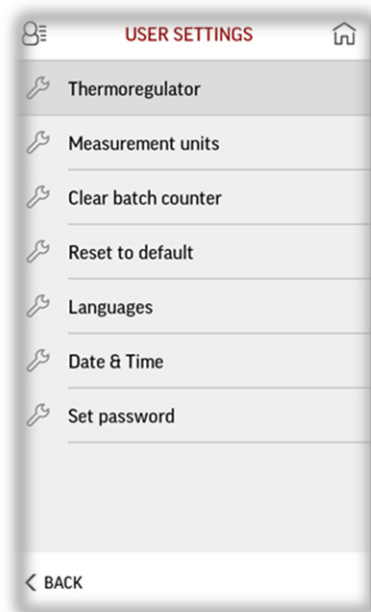 USER SETTINGS
Thermoregulator
Measurement units
Clear batch counter
Reset to default
Languages
Date & Time
Set password
BACK